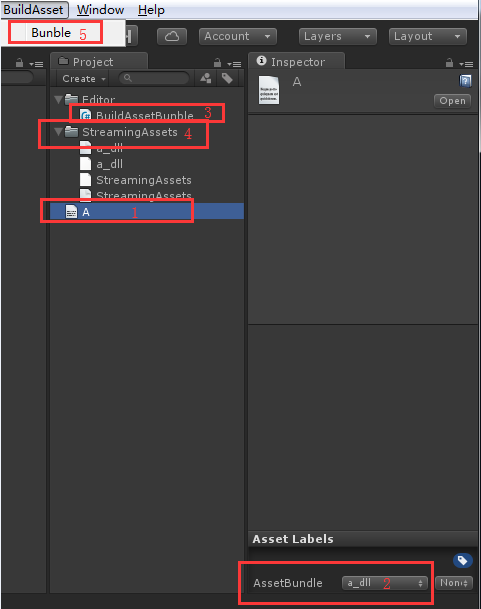 BuildAsset Window Help
Bunble 5
H Account Layers Layout
Project
Inspector
Create
A
Open
Editor
BuildAssetBunble 3
StreamingAssets 4
a_dll
a_dll
StreamingAssets
StreamingAssets
A 1
Asset Labels
AssetBundle a_dll 2 Non